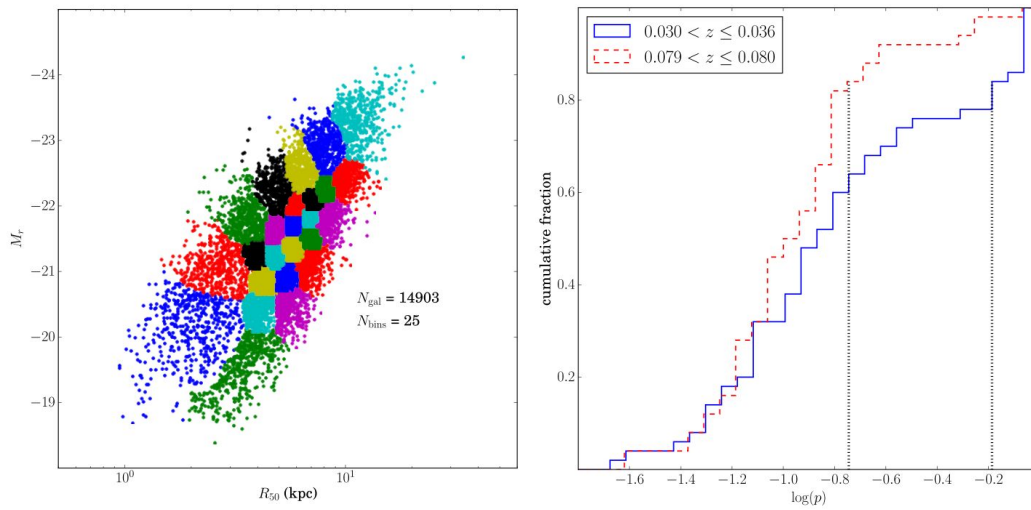 −24
−23
−22
−21
−20
−19
M_r
N_gal = 14903
N_bins = 25
10^0
10^1
R_50 (kpc)
0.030 < z ≤ 0.036
0.079 < z ≤ 0.080
0.8
0.6
0.4
0.2
cumulative fraction
−1.6
−1.4
−1.2
−1.0
−0.8
−0.6
−0.4
−0.2
log(p)